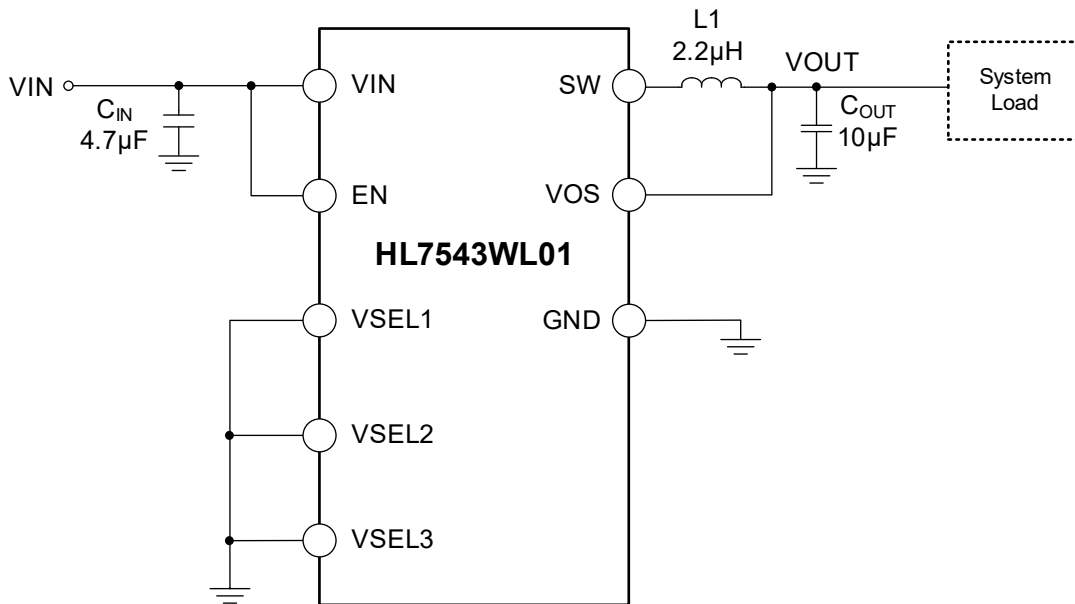 L1
2.2µH
VIN
VIN
SW
VOUT
System
Load
CIN
4.7µF
COUT
10µF
EN
VOS
HL7543WL01
VSEL1
GND
VSEL2
VSEL3